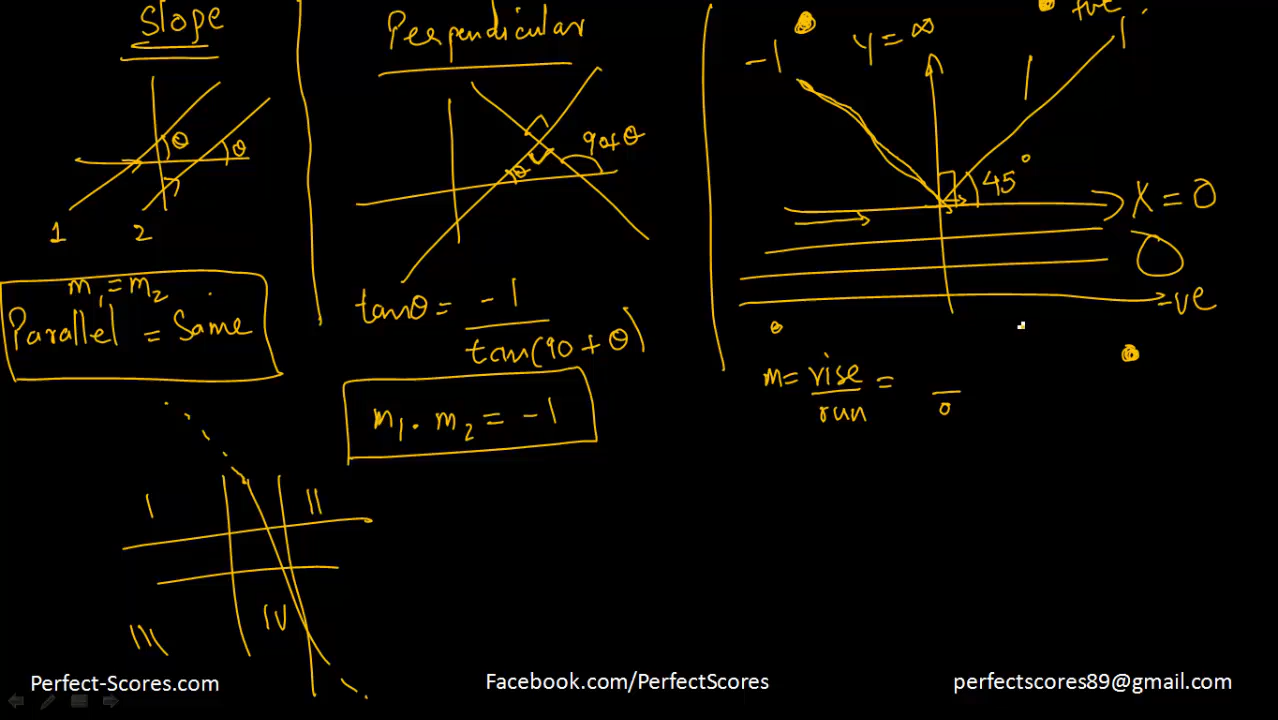 Slope
θ
θ
1 2
m1 = m2
Parallel = Same
I II
III IV
Perpendicular
90+θ
θ
tanθ = -1
tan(90+θ)
m1 . m2 = -1
-1
y = ∞
+ve
1
45°
X = 0
0
-ve
m = rise =
run
0
Perfect-Scores.com
Facebook.com/PerfectScores
perfectscores89@gmail.com